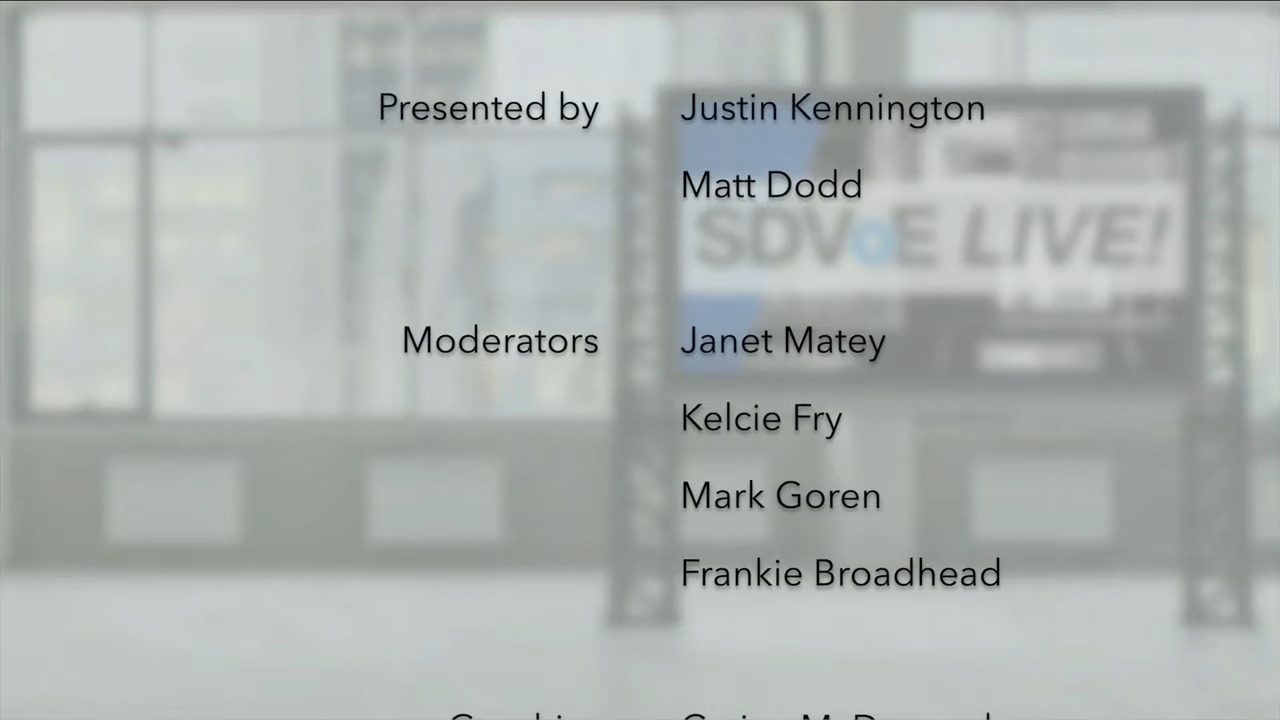 Presented by Justin Kennington
Matt Dodd
SDVoE LIVE!
Moderators Janet Matey
Kelcie Fry
Mark Goren
Frankie Broadhead